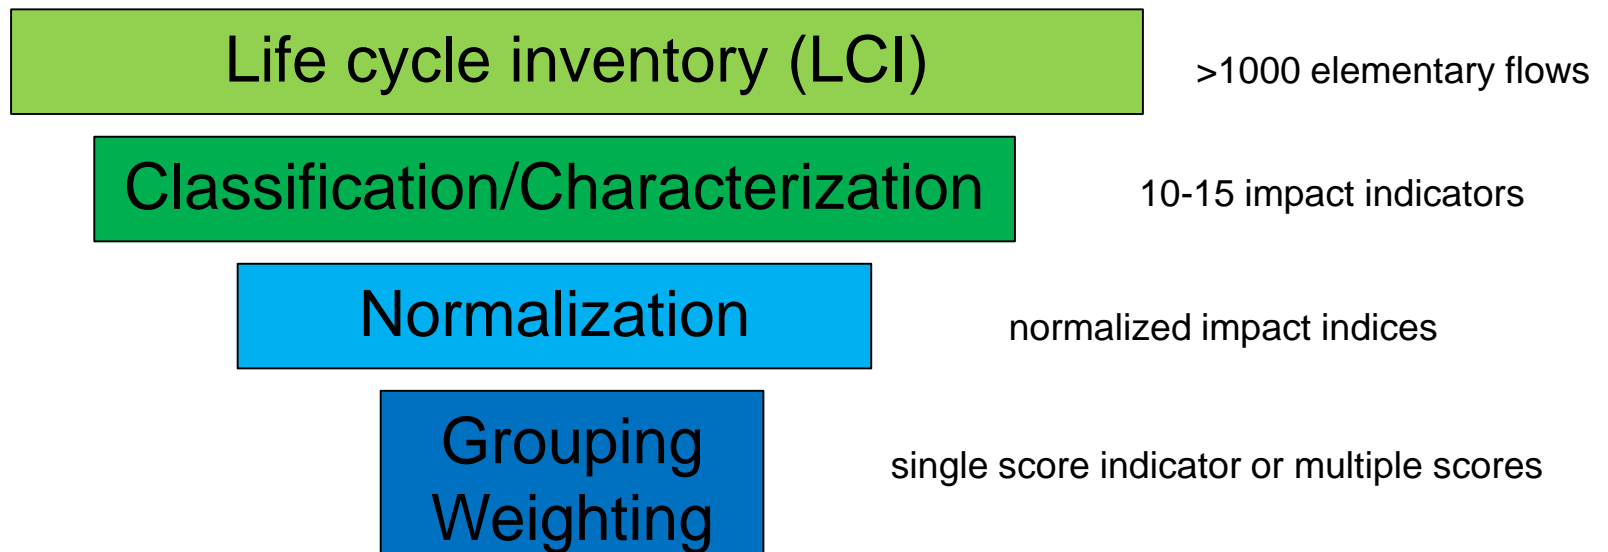 Life cycle inventory (LCI)
>1000 elementary flows
Classification/Characterization
10-15 impact indicators
Normalization
normalized impact indices
Grouping
Weighting
single score indicator or multiple scores